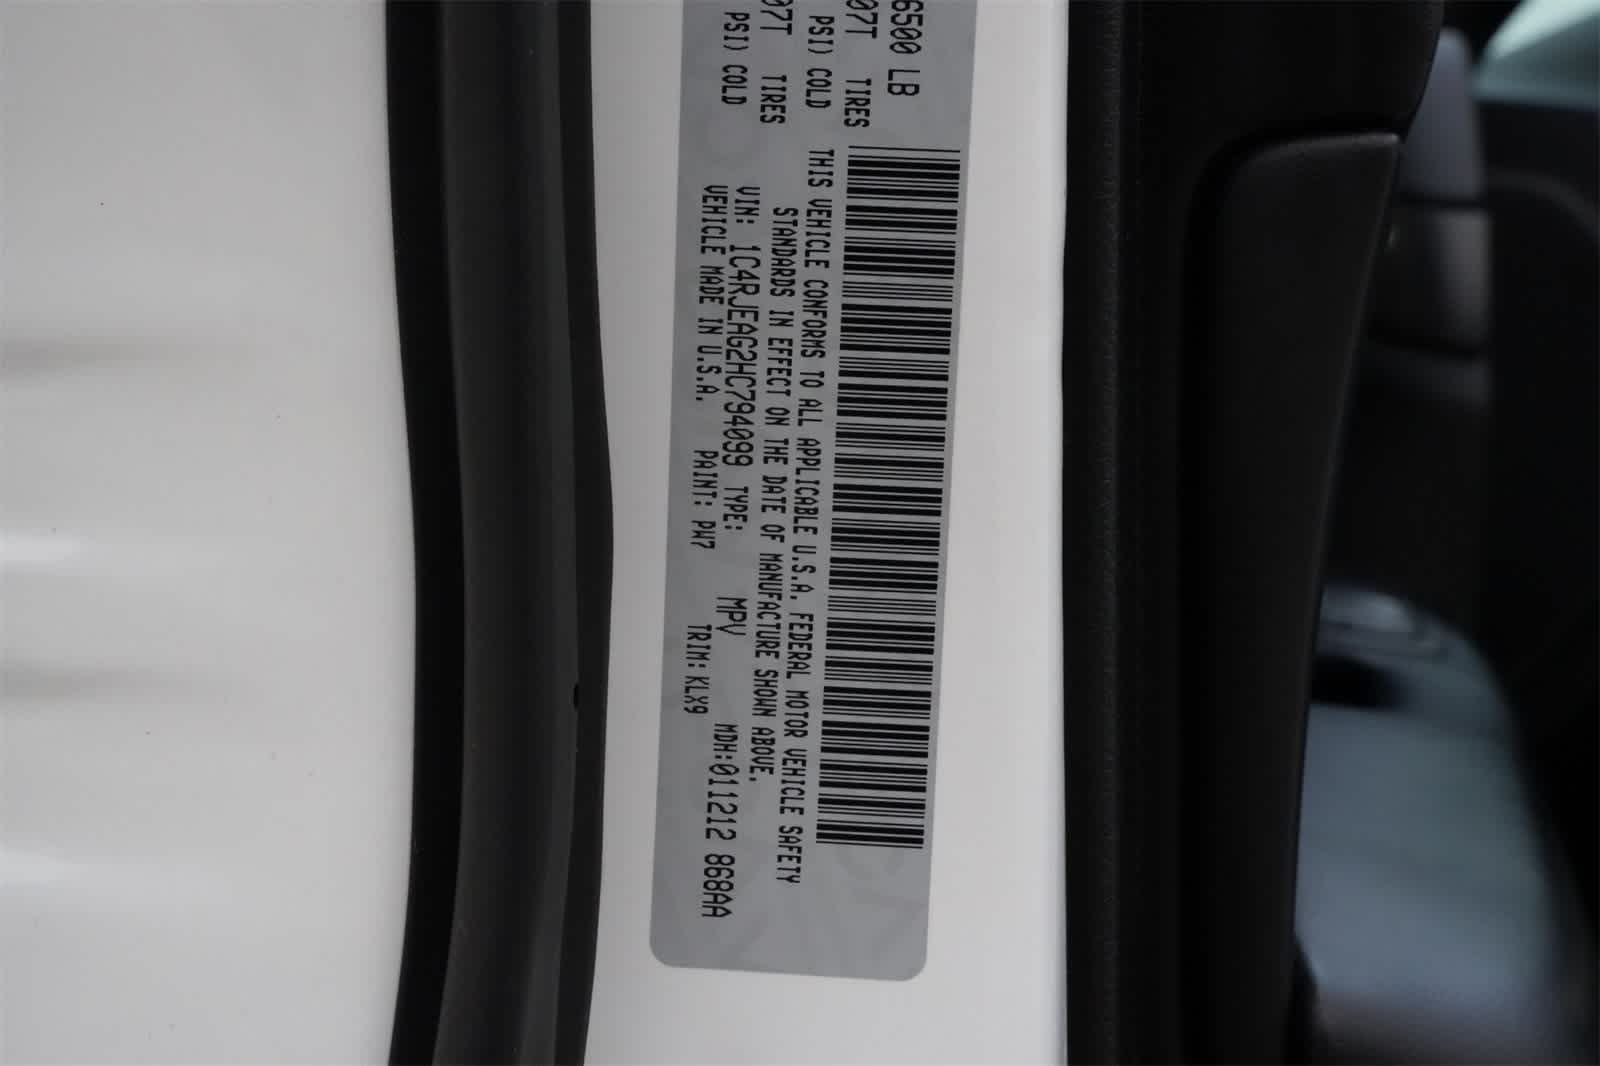 6500 LB
07T TIRES
PSI) COLD
07T TIRES
PSI) COLD
THIS VEHICLE CONFORMS TO ALL APPLICABLE U.S.A. FEDERAL MOTOR VEHICLE SAFETY
STANDARDS IN EFFECT ON THE DATE OF MANUFACTURE SHOWN ABOVE.
VIN: 1C4RJEAG2HC794099 TYPE: MPV MDH:011212 868AA
VEHICLE MADE IN U.S.A. PAINT: PW7 TRIM: KLX9